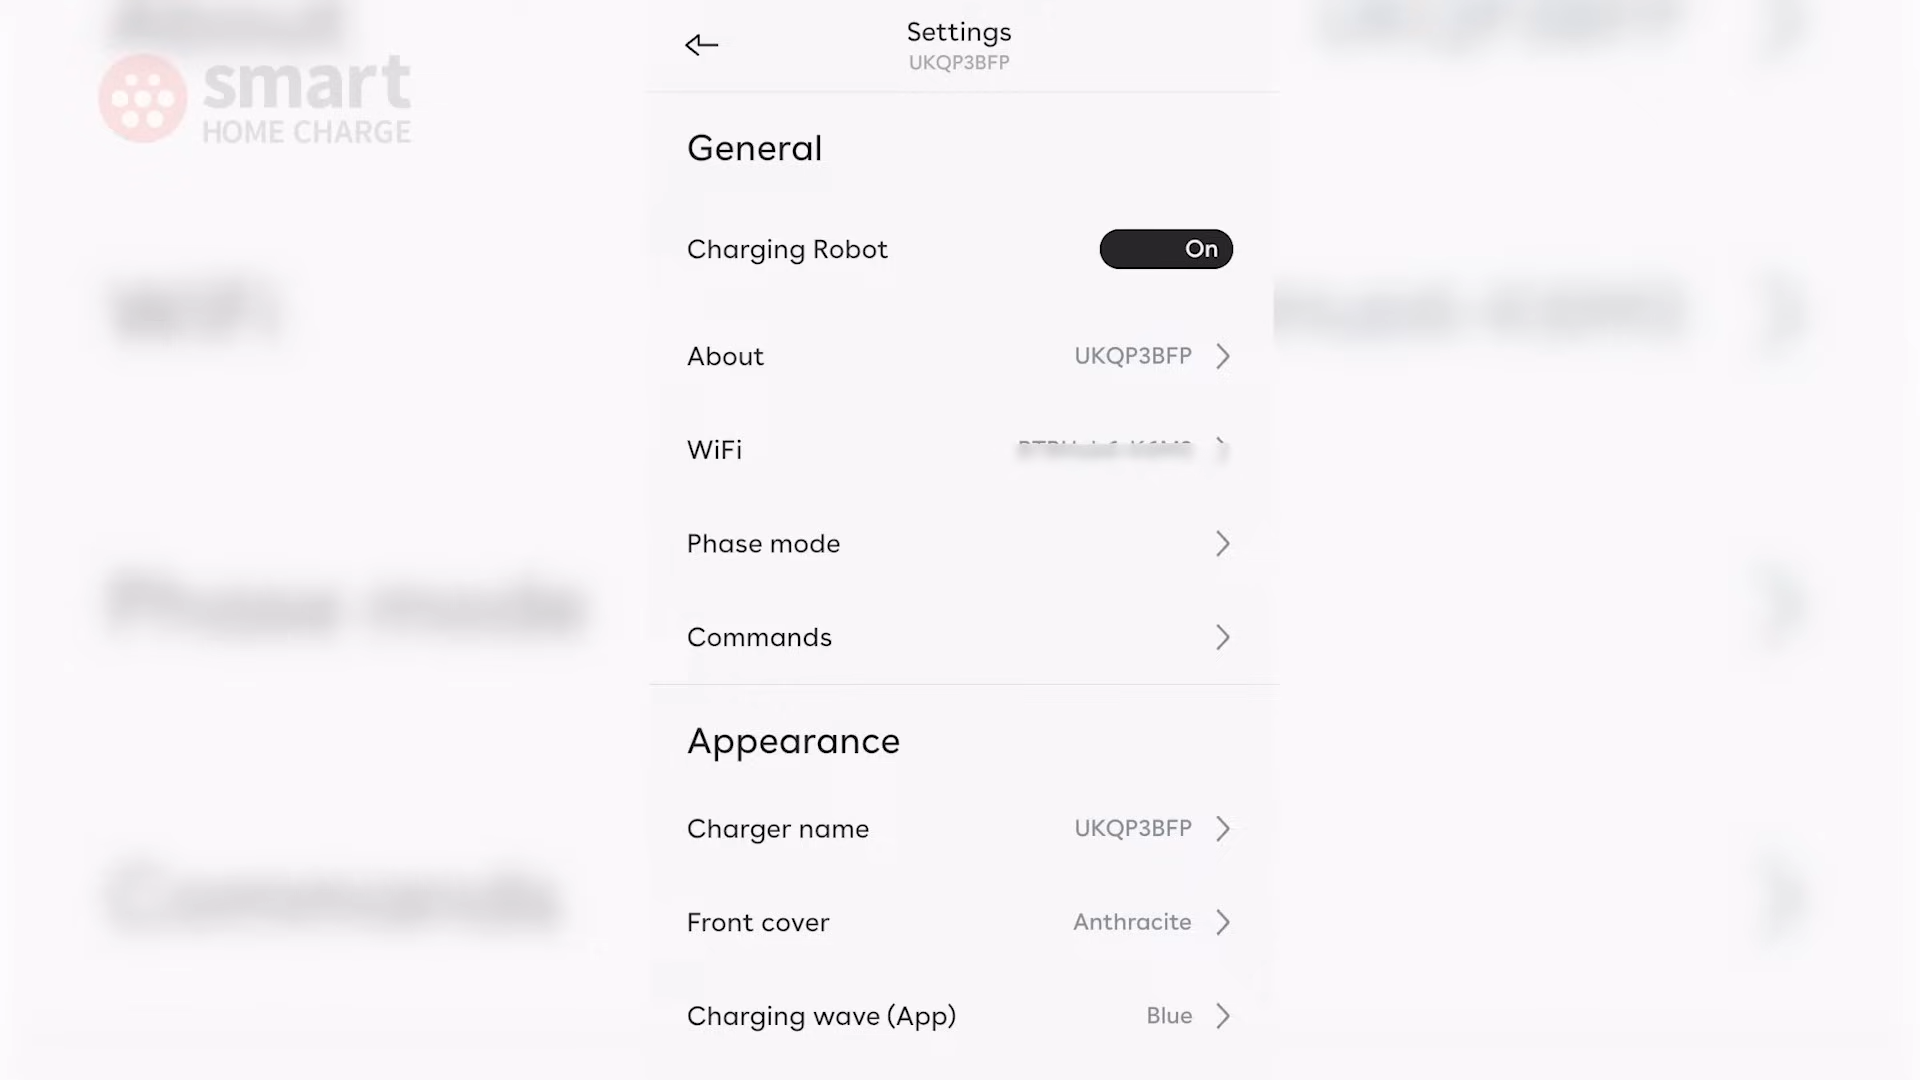 smart
HOME CHARGE
Settings
UKQP3BFP
General
Charging Robot On
About UKQP3BFP
WiFi
Phase mode
Commands
Appearance
Charger name UKQP3BFP
Front cover Anthracite
Charging wave (App) Blue